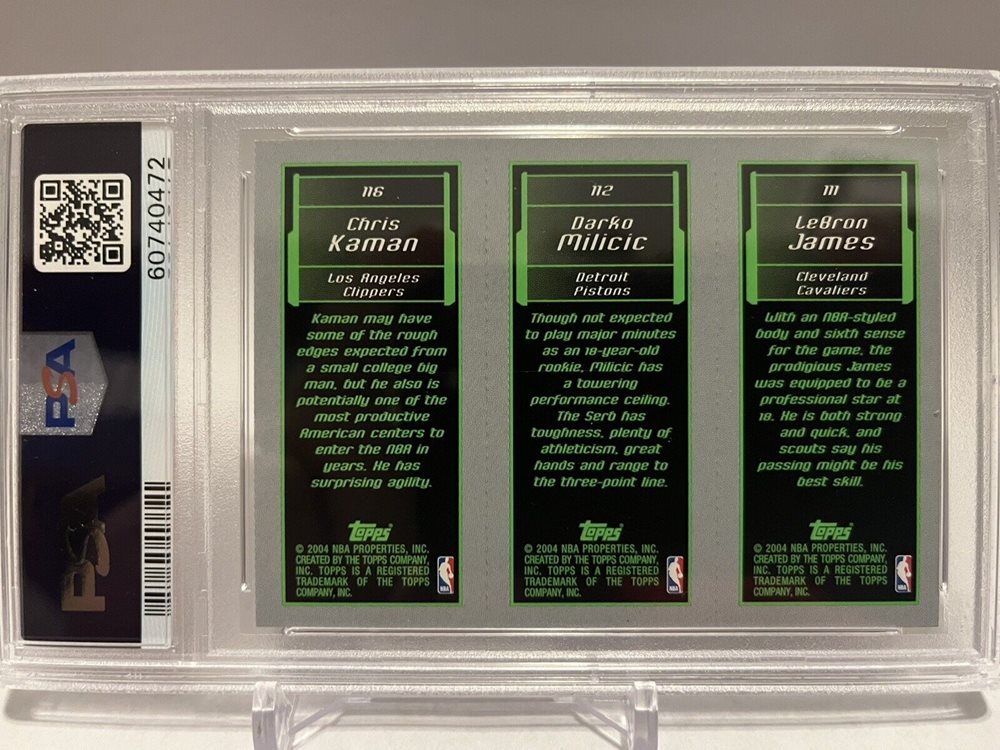 60740472
PSA
PSA
116
Chris
Kaman
Los Angeles
Clippers
Kaman may have
some of the rough
edges expected from
a small college big
man, but he also is
potentially one of the
most productive
American centers to
enter the NBA in
years. He has
surprising agility.
Topps®
© 2004 NBA PROPERTIES, INC.
CREATED BY THE TOPPS COMPANY,
INC. TOPPS IS A REGISTERED
TRADEMARK OF THE TOPPS
COMPANY, INC.
NBA
112
Darko
Milicic
Detroit
Pistons
Though not expected
to play major minutes
as an 18-year-old
rookie, Milicic has
a towering
performance ceiling.
The Serb has
toughness, plenty of
athleticism, great
hands and range to
the three-point line.
Topps®
© 2004 NBA PROPERTIES, INC.
CREATED BY THE TOPPS COMPANY,
INC. TOPPS IS A REGISTERED
TRADEMARK OF THE TOPPS
COMPANY, INC.
NBA
111
LeBron
James
Cleveland
Cavaliers
With an NBA-styled
body and sixth sense
for the game, the
prodigious James
was equipped to be a
professional star at
18. He is both strong
and quick, and
scouts say his
passing might be his
best skill.
Topps®
© 2004 NBA PROPERTIES, INC.
CREATED BY THE TOPPS COMPANY,
INC. TOPPS IS A REGISTERED
TRADEMARK OF THE TOPPS
COMPANY, INC.
NBA